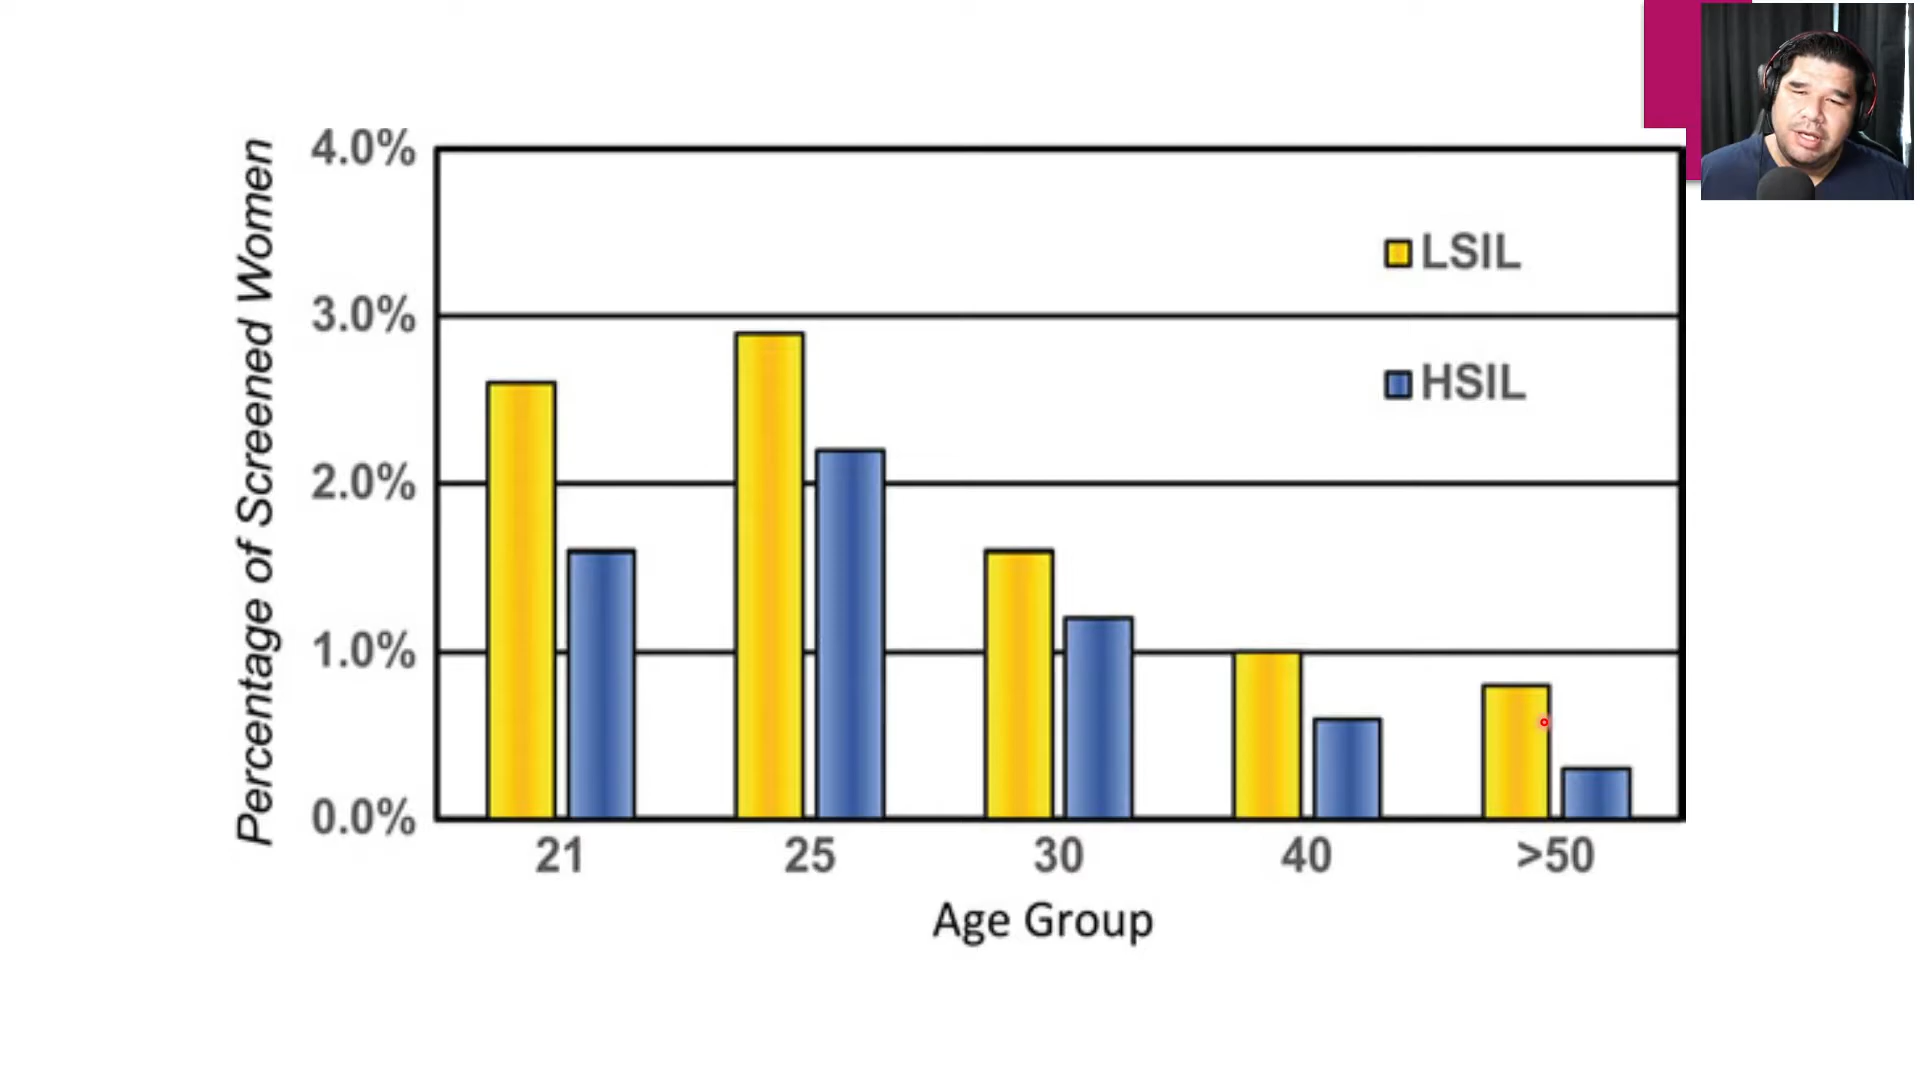 Percentage of Screened Women
4.0%
3.0%
2.0%
1.0%
0.0%
LSIL
HSIL
21 25 30 40 >50
Age Group